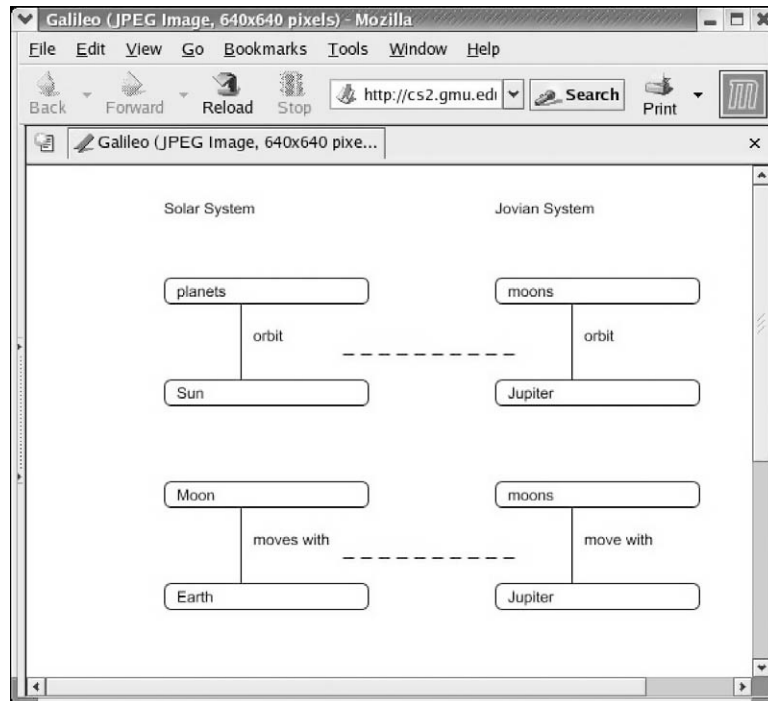 Galileo (JPEG Image, 640x640 pixels) - Mozilla
File Edit View Go Bookmarks Tools Window Help
Back Forward Reload Stop http://cs2.gmu.edu Search Print
Galileo (JPEG Image, 640x640 pixe...
Solar System Jovian System
planets moons
orbit orbit
Sun Jupiter
Moon moons
moves with move with
Earth Jupiter